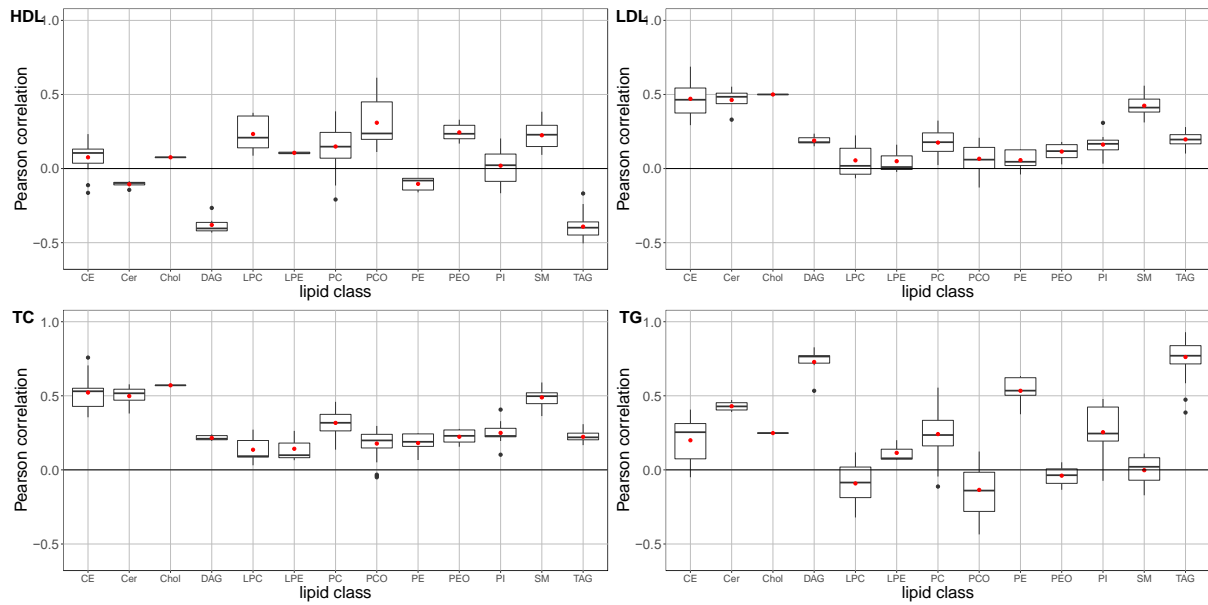 HDL
1.0
0.5
0.0
−0.5
Pearson correlation
CE Cer Chol DAG LPC LPE PC PCO PE PEO PI SM TAG
lipid class
LDL
1.0
0.5
0.0
−0.5
Pearson correlation
CE Cer Chol DAG LPC LPE PC PCO PE PEO PI SM TAG
lipid class
TC
1.0
0.5
0.0
−0.5
Pearson correlation
CE Cer Chol DAG LPC LPE PC PCO PE PEO PI SM TAG
lipid class
TG
1.0
0.5
0.0
−0.5
Pearson correlation
CE Cer Chol DAG LPC LPE PC PCO PE PEO PI SM TAG
lipid class